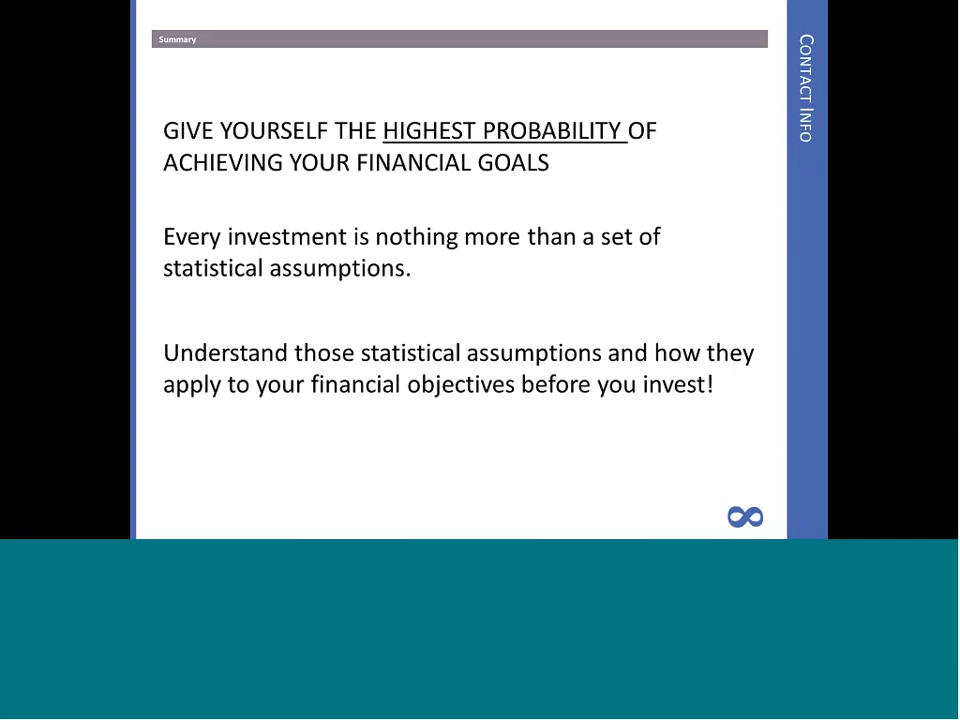 Summary
GIVE YOURSELF THE HIGHEST PROBABILITY OF
ACHIEVING YOUR FINANCIAL GOALS
Every investment is nothing more than a set of
statistical assumptions.
Understand those statistical assumptions and how they
apply to your financial objectives before you invest!
CONTACT INFO
8